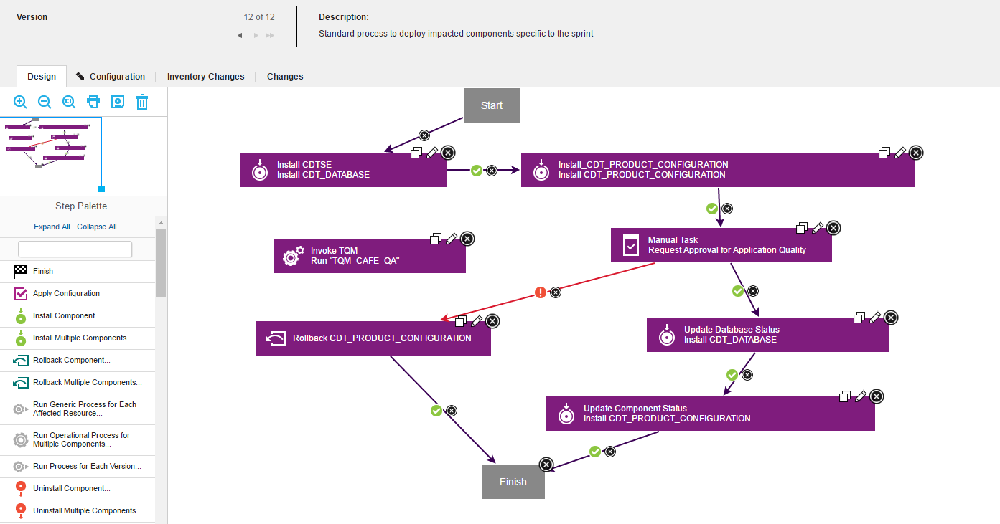 Version
12 of 12
Description:
Standard process to deploy impacted components specific to the sprint
Design
Configuration
Inventory Changes
Changes
Step Palette
Expand All
Collapse All
Finish
Apply Configuration
Install Component...
Install Multiple Components...
Rollback Component...
Rollback Multiple Components...
Run Generic Process for Each
Affected Resource...
Run Operational Process for
Multiple Components...
Run Process for Each Version...
Uninstall Component...
Uninstall Multiple Components...
Start
Install CDTSE
Install CDT_DATABASE
Install_CDT_PRODUCT_CONFIGURATION
Install CDT_PRODUCT_CONFIGURATION
Invoke TQM
Run "TQM_CAFE_QA"
Manual Task
Request Approval for Application Quality
Rollback CDT_PRODUCT_CONFIGURATION
Update Database Status
Install CDT_DATABASE
Update Component Status
Install CDT_PRODUCT_CONFIGURATION
Finish